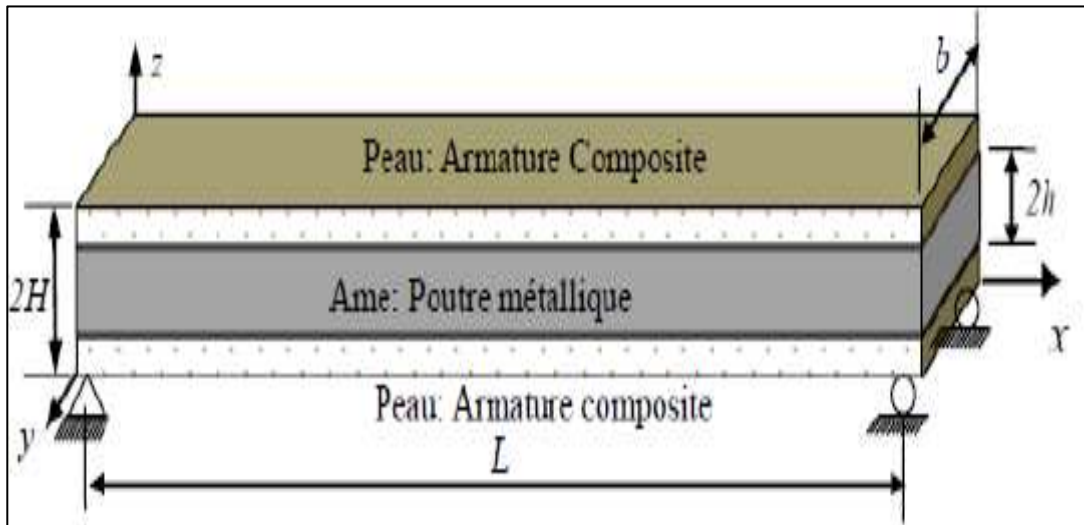 z
b
Peau: Armature Composite
2h
2H
Ame: Poutre métallique
x
Peau: Armature composite
y
L